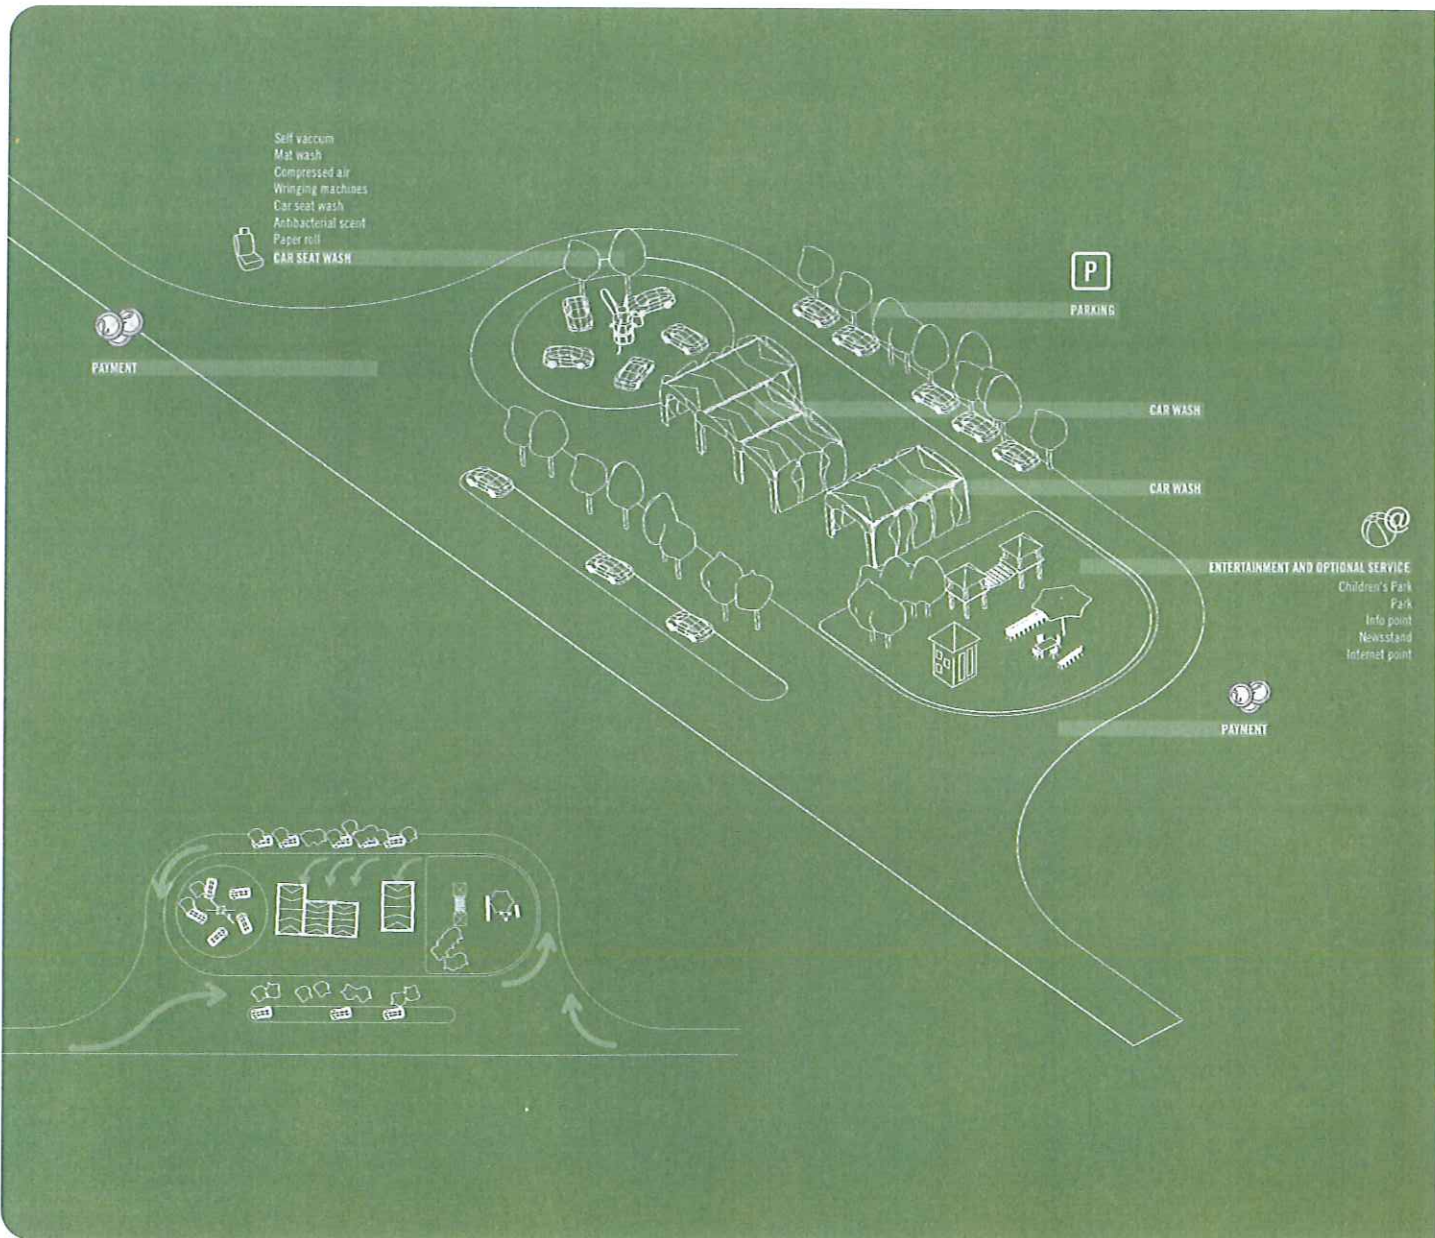 Self vaccum
Mat wash
Compressed air
Wringing machines
Car seat wash
Antibacterial scent
Paper roll
CAR SEAT WASH
P
PARKING
PAYMENT
CAR WASH
CAR WASH
@
ENTERTAINMENT AND OPTIONAL SERVICE
Children's Park
Park
Info point
Newsstand
Internet point
PAYMENT